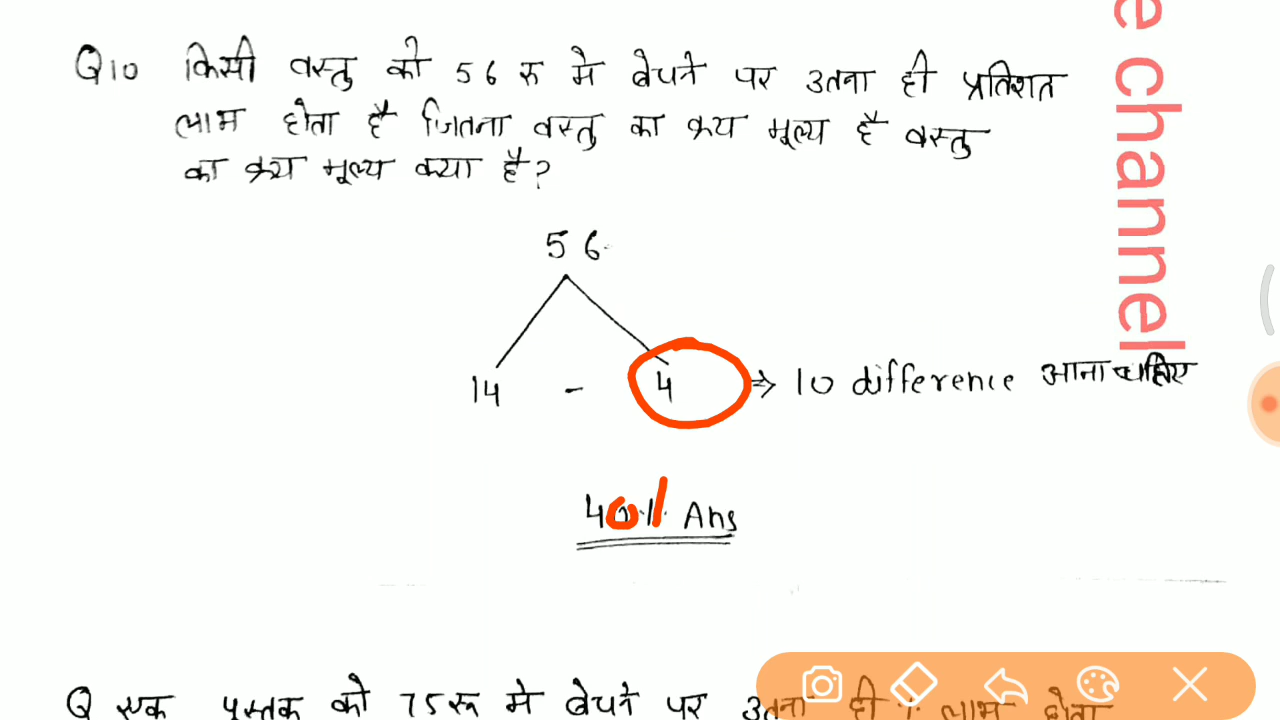 Q10 किसी वस्तु को 56 रु मे बेचने पर उतना ही प्रतिशत
लाभ होता है जितना वस्तु का क्रय मूल्य है वस्तु
का क्रय मूल्य क्या है?
56
14 - 4 ⇒ 10 difference आना चाहिए
40% Ans
Q एक पुस्तक को 75 रू मे बेचने पर उतना ही % लाभ होता
e channel